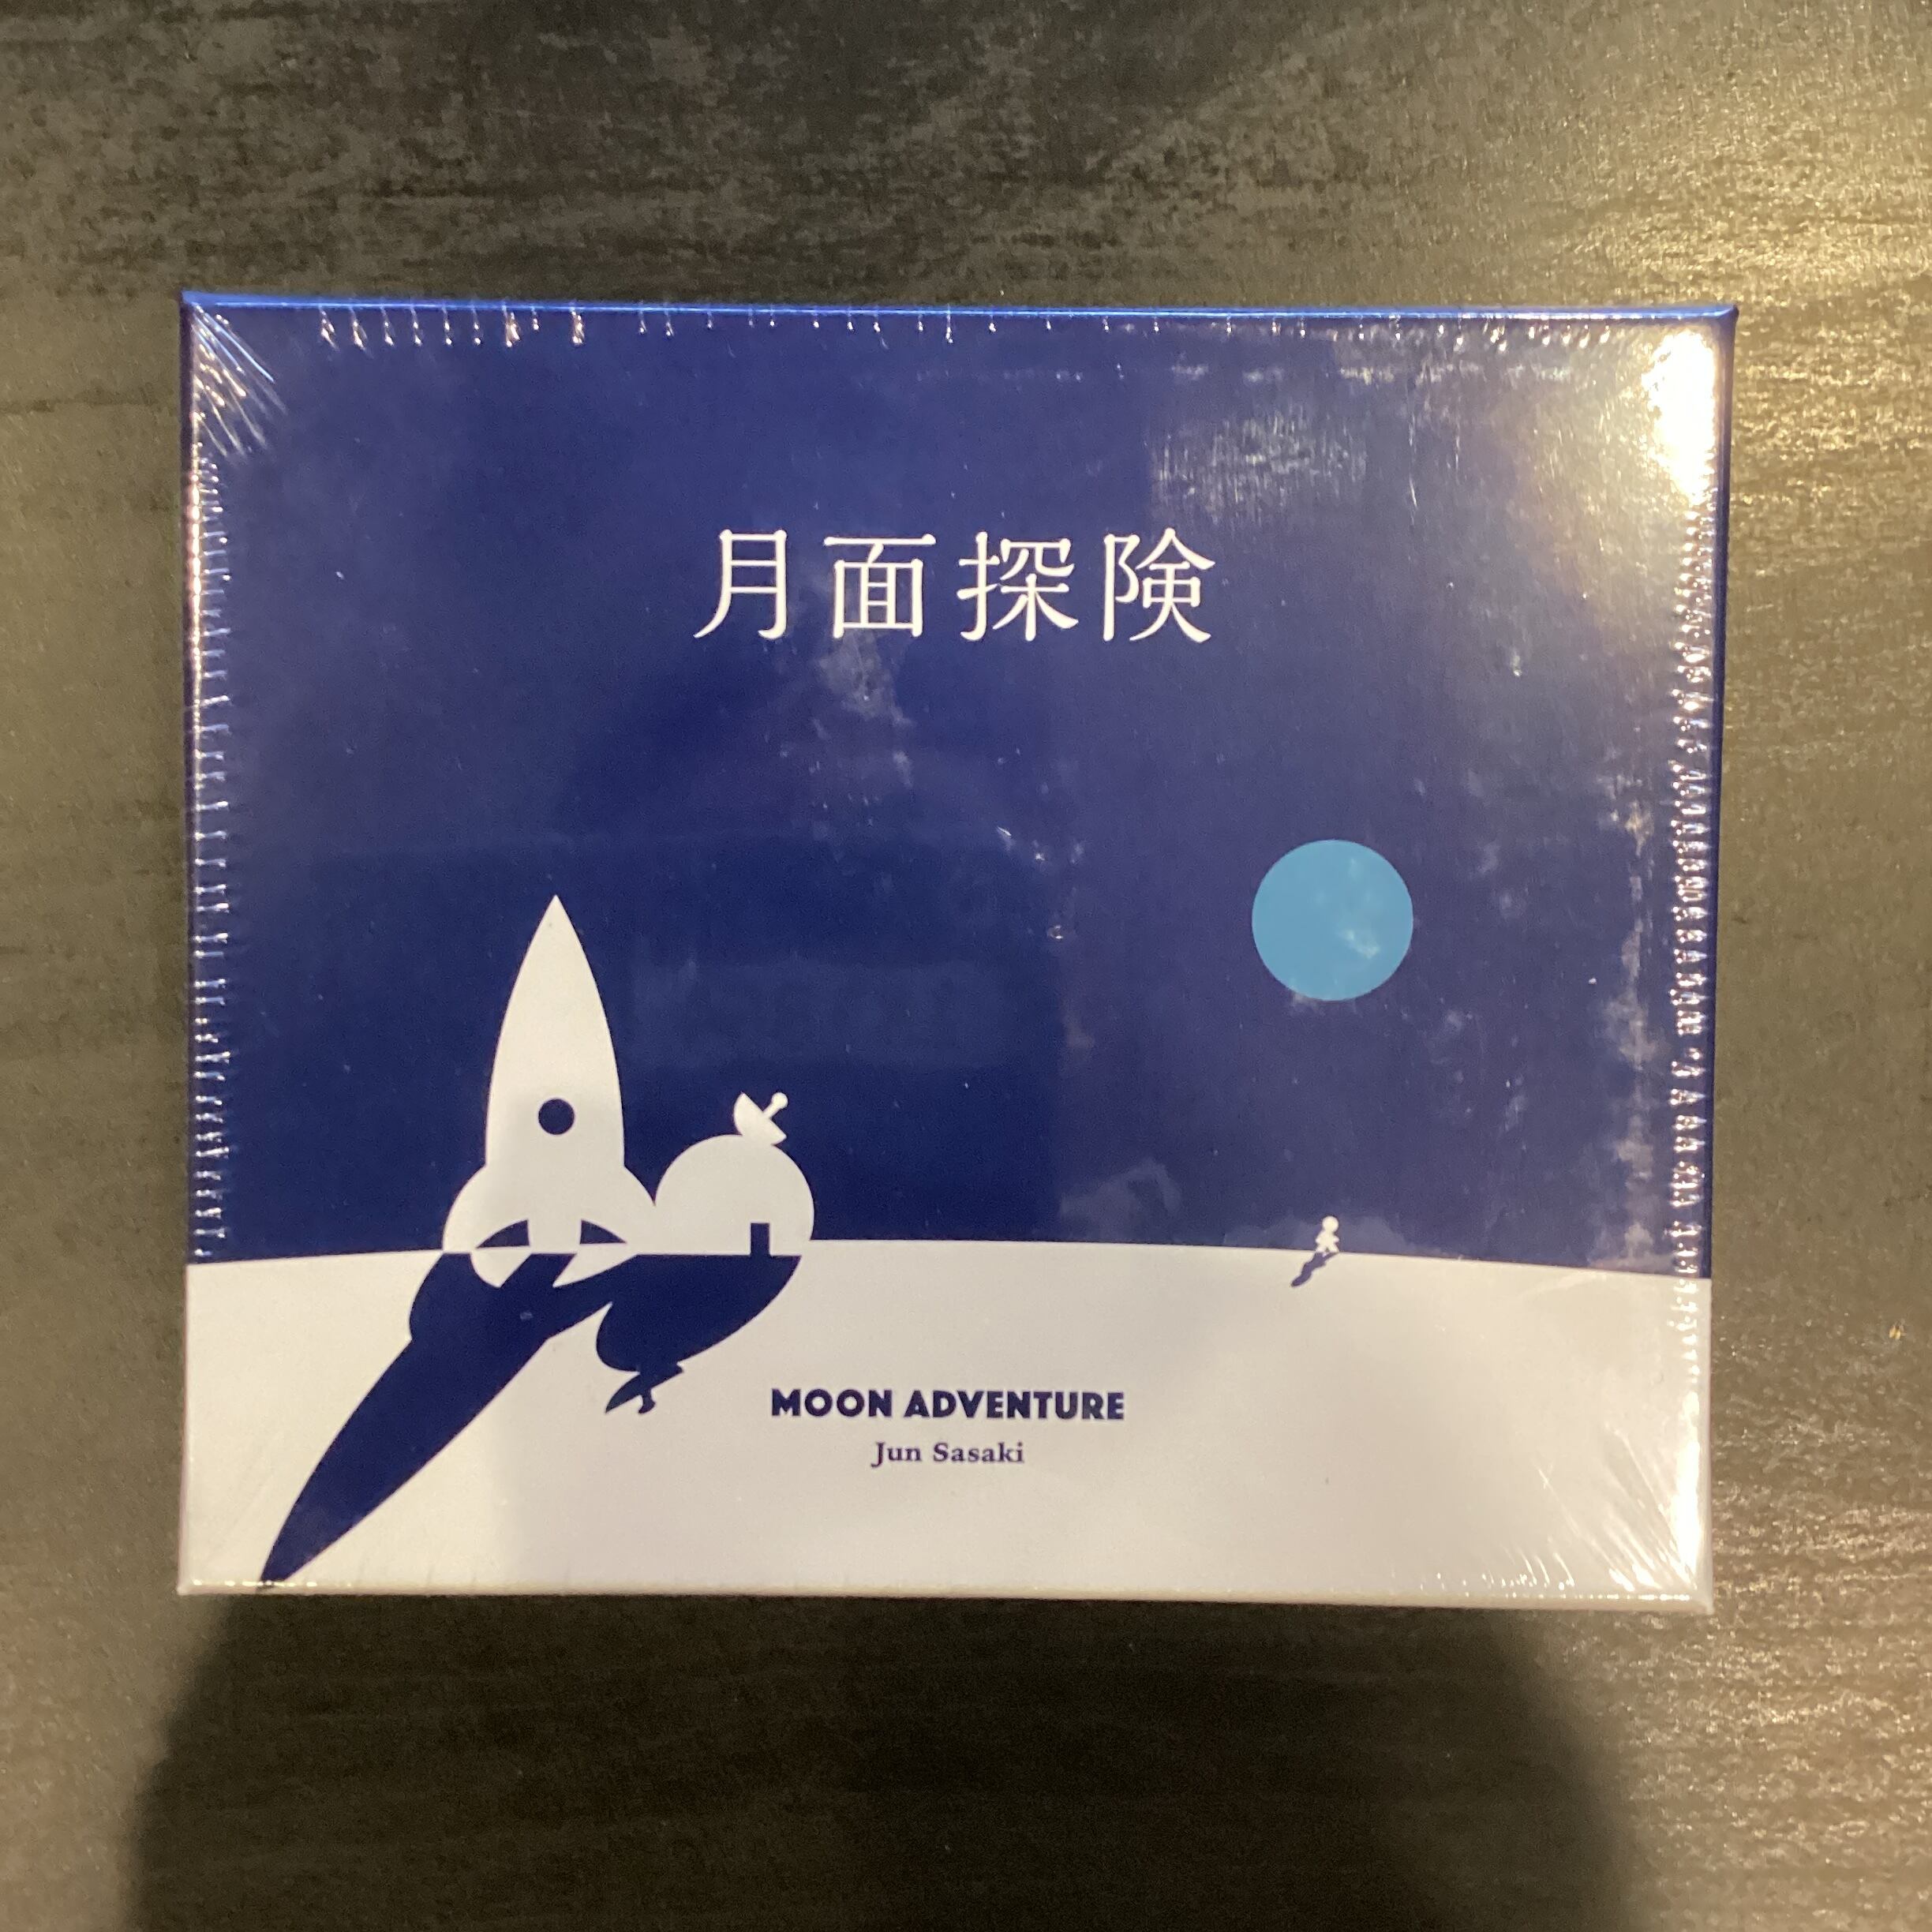 月面探険
MOON ADVENTURE
Jun Sasaki